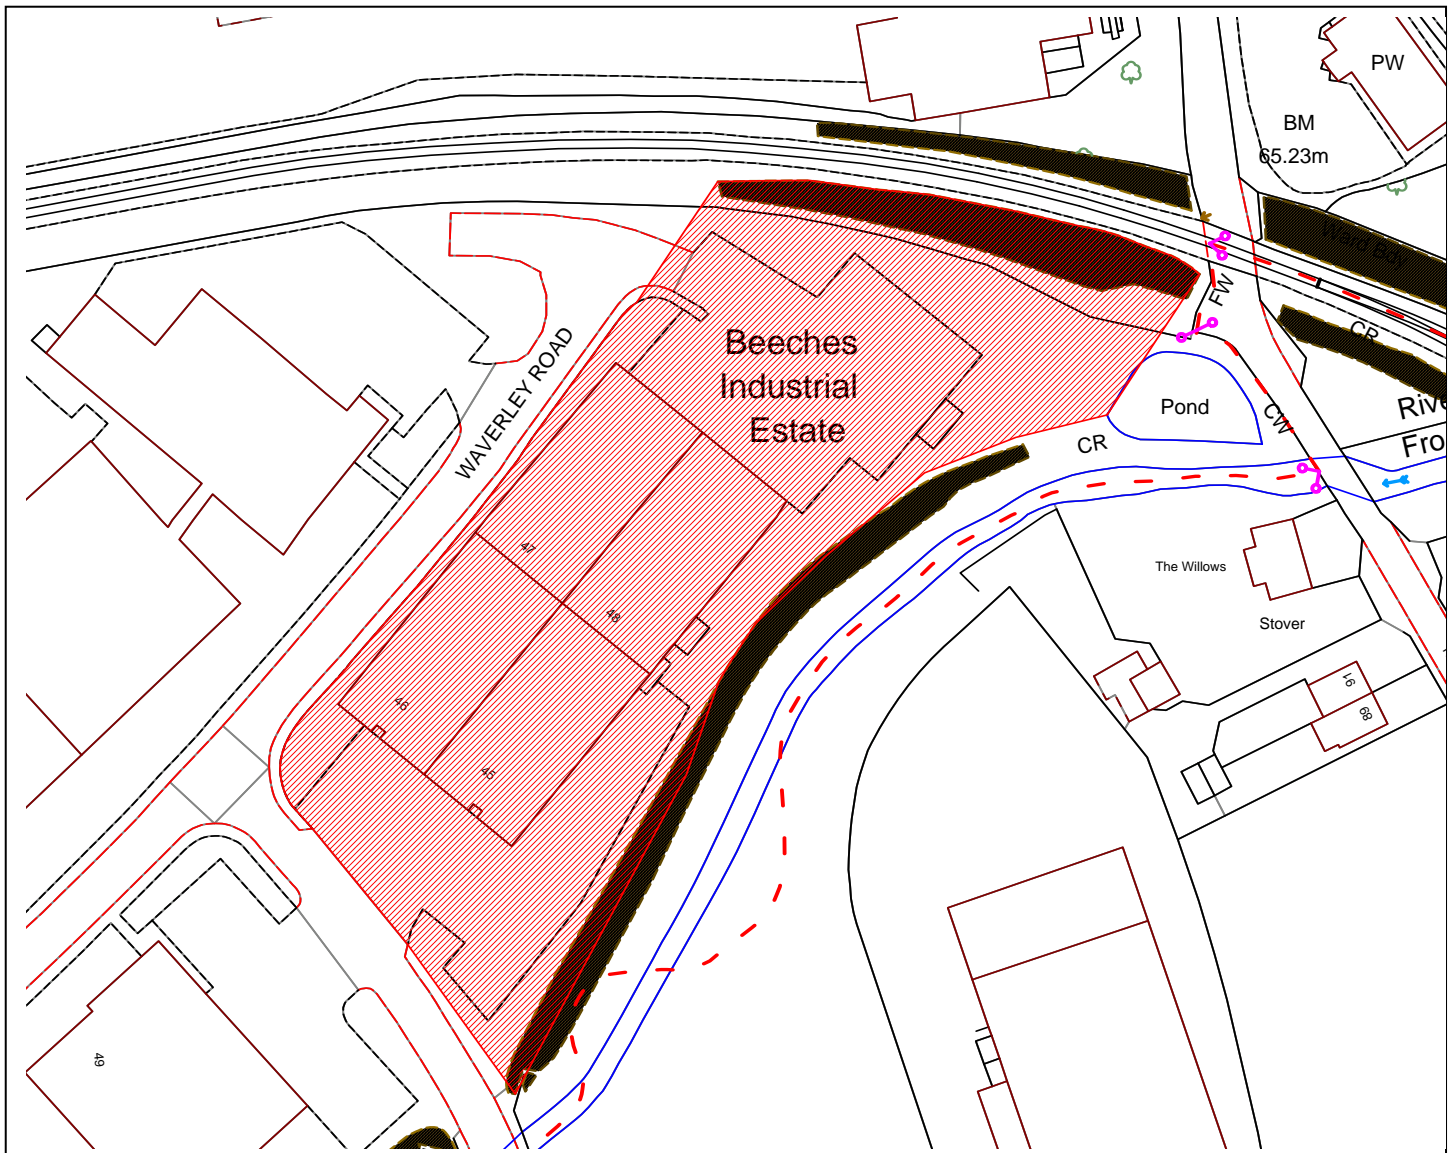 PW
BM
65.23m
Ward Bdy
FW
CR
Beeches
Industrial
Estate
WAVERLEY ROAD
Pond
CW
CR
Rive
Fro
47
48
The Willows
Stover
46
45
91
89
49